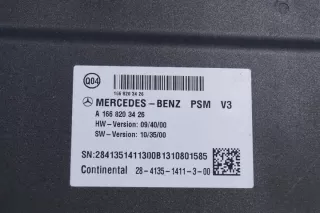 Q04
166 820 34 26
MERCEDES-BENZ PSM V3
A 166 820 34 26
HW-Version: 09/40/00
SW-Version: 10/35/00
SN:2841351411300B1310801585
Continental 28-4135-1411-3-00